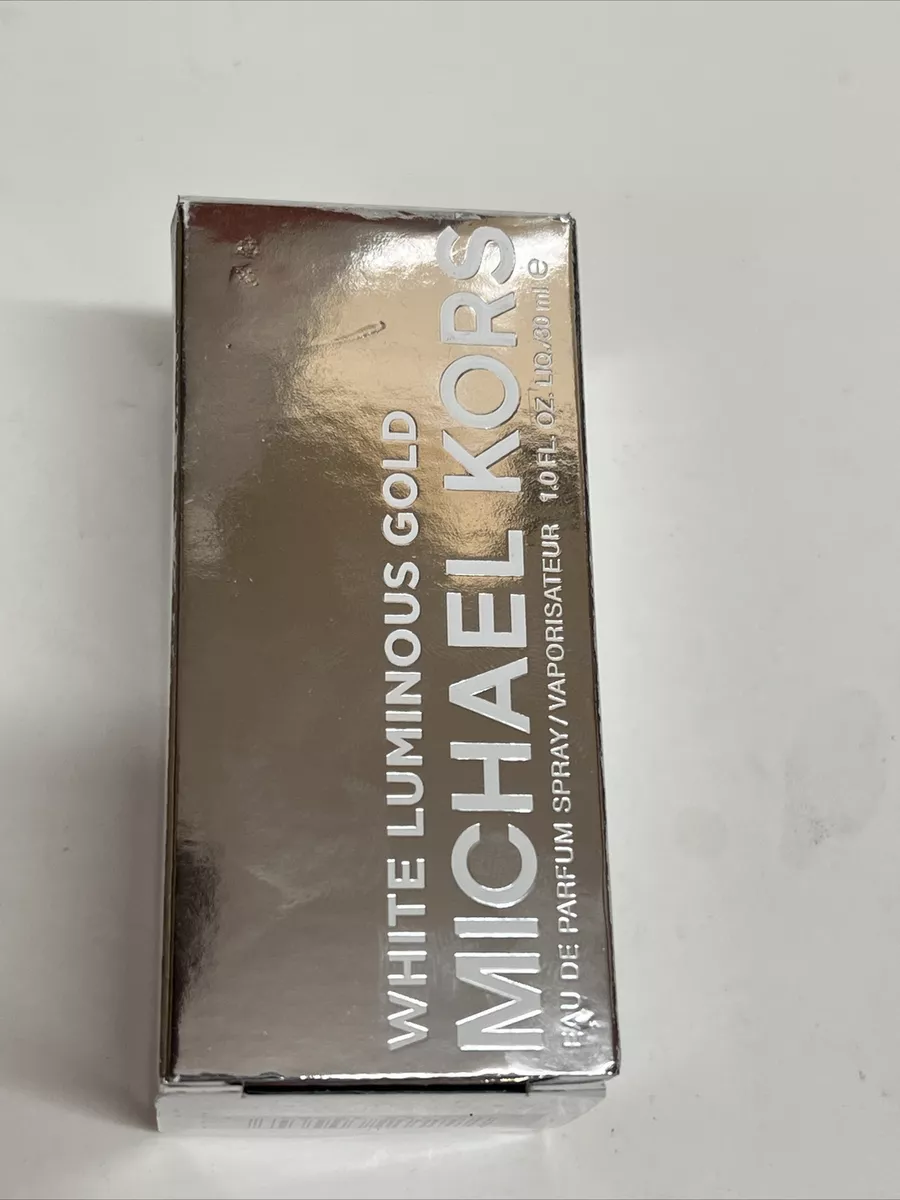 WHITE LUMINOUS GOLD
MICHAEL KORS
EAU DE PARFUM SPRAY / VAPORISATEUR 1.0 FL. OZ. LIQ./30 ml e